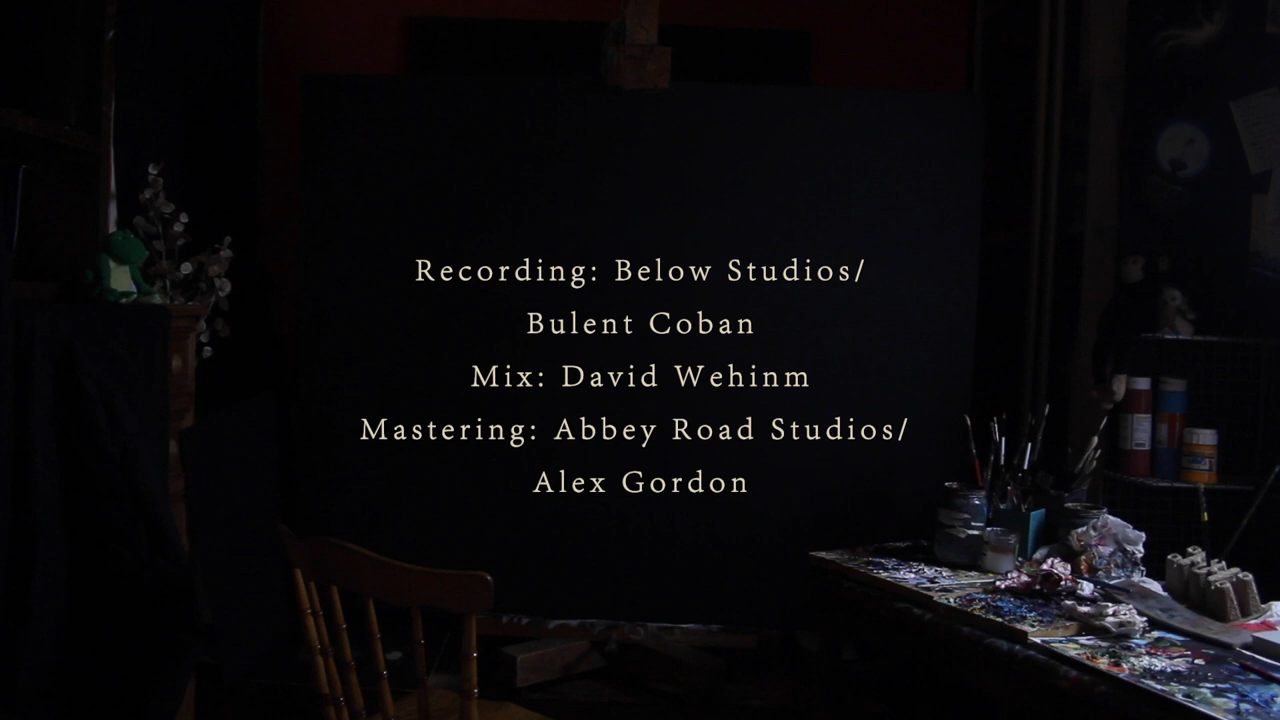 Recording: Below Studios/
Bulent Coban
Mix: David Wehinm
Mastering: Abbey Road Studios/
Alex Gordon